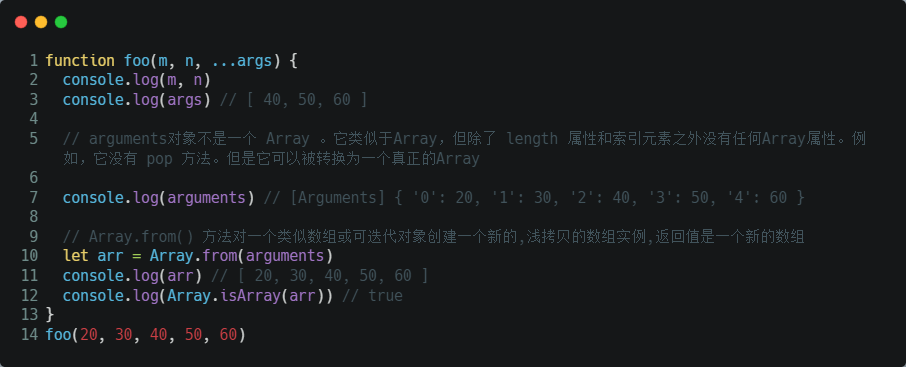 1 function foo(m, n, ...args) {
2   console.log(m, n)
3   console.log(args) // [ 40, 50, 60 ]
4
5   // arguments对象不是一个 Array 。它类似于Array，但除了 length 属性和索引元素之外没有任何Array属性。例
如，它没有 pop 方法。但是它可以被转换为一个真正的Array
6
7   console.log(arguments) // [Arguments] { '0': 20, '1': 30, '2': 40, '3': 50, '4': 60 }
8
9   // Array.from() 方法对一个类似数组或可迭代对象创建一个新的,浅拷贝的数组实例,返回值是一个新的数组
10   let arr = Array.from(arguments)
11   console.log(arr) // [ 20, 30, 40, 50, 60 ]
12   console.log(Array.isArray(arr)) // true
13 }
14 foo(20, 30, 40, 50, 60)